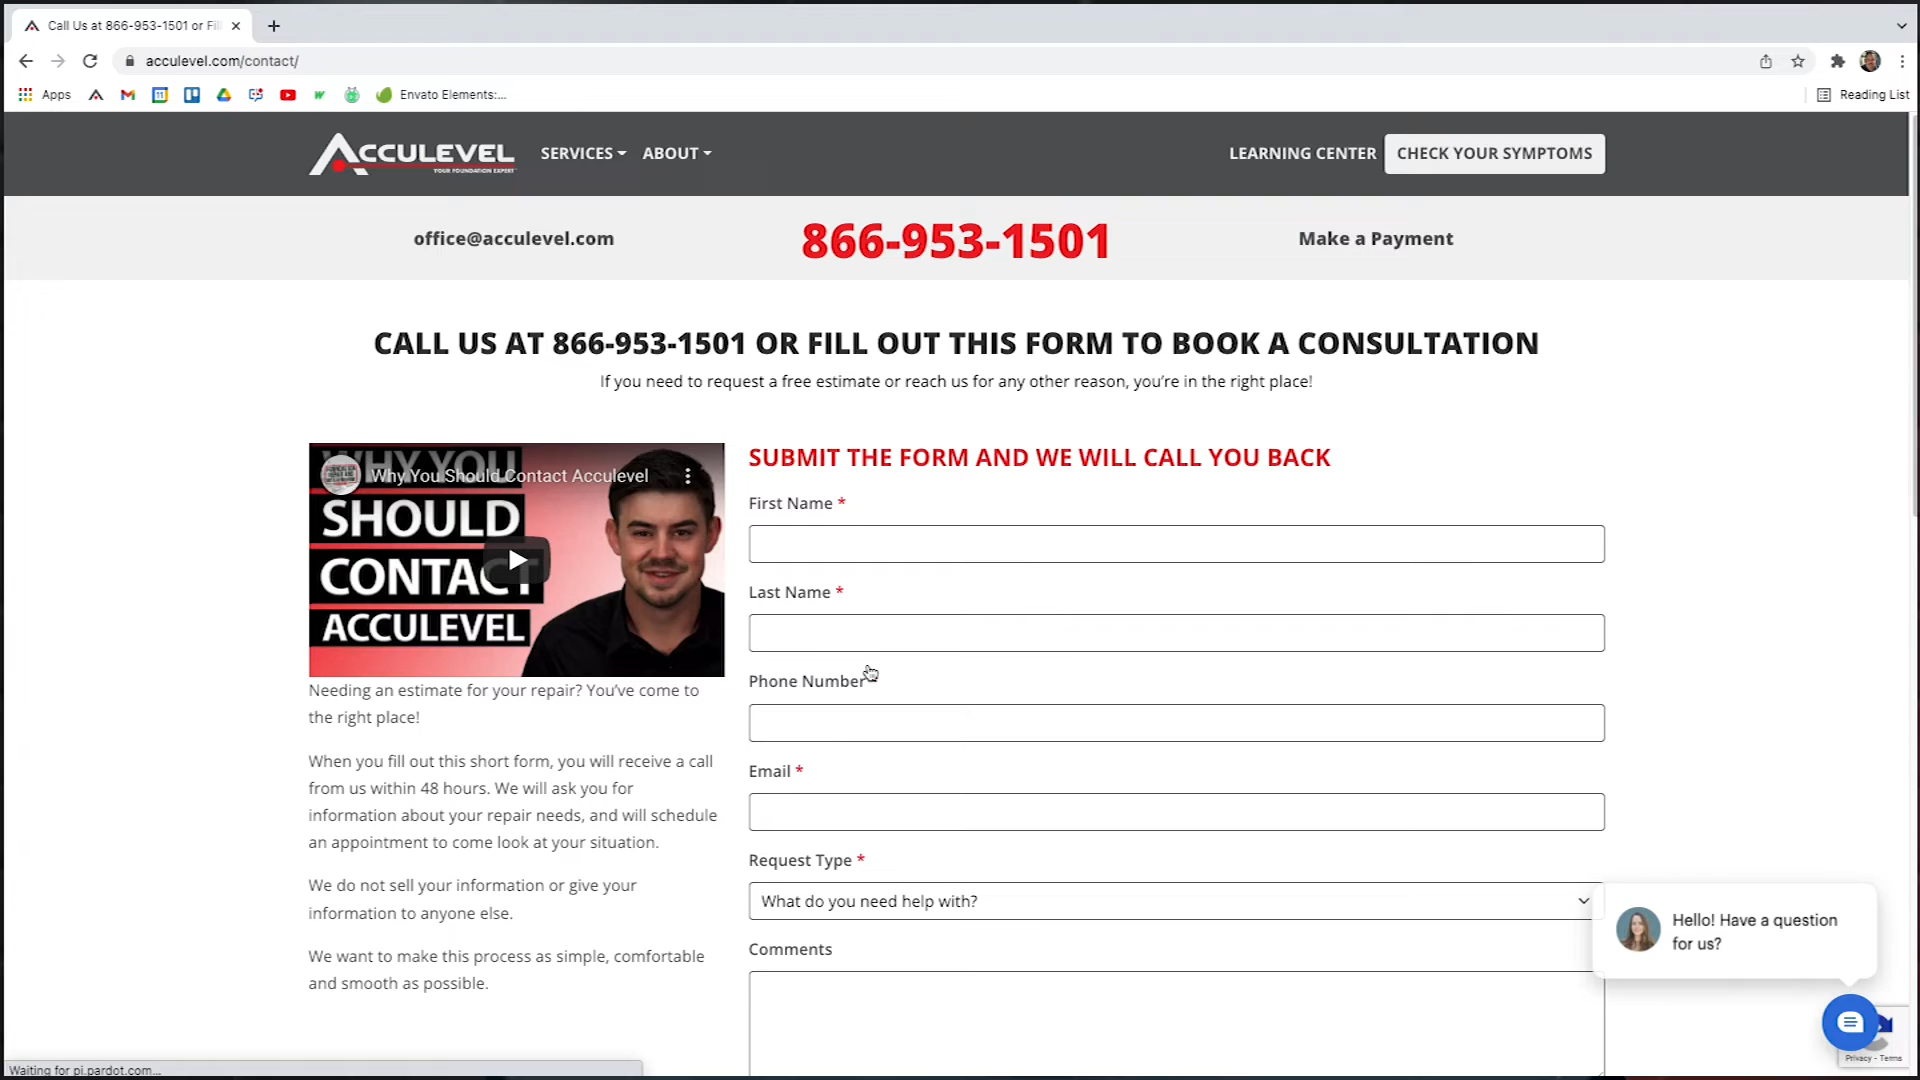 Call Us at 866-953-1501 or Fil
acculevel.com/contact/
Apps
Envato Elements:...
Reading List
ACCULEVEL
YOUR FOUNDATION EXPERT
SERVICES
ABOUT
LEARNING CENTER
CHECK YOUR SYMPTOMS
office@acculevel.com
866-953-1501
Make a Payment
CALL US AT 866-953-1501 OR FILL OUT THIS FORM TO BOOK A CONSULTATION
If you need to request a free estimate or reach us for any other reason, you’re in the right place!
Why You Should Contact Acculevel
WHY YOU
SHOULD
CONTACT
ACCULEVEL
Needing an estimate for your repair? You’ve come to
the right place!
When you fill out this short form, you will receive a call
from us within 48 hours. We will ask you for
information about your repair needs, and will schedule
an appointment to come look at your situation.
We do not sell your information or give your
information to anyone else.
We want to make this process as simple, comfortable
and smooth as possible.
SUBMIT THE FORM AND WE WILL CALL YOU BACK
First Name *
Last Name *
Phone Number
Email *
Request Type *
What do you need help with?
Comments
Hello! Have a question
for us?
Privacy - Terms
Waiting for pi.pardot.com...